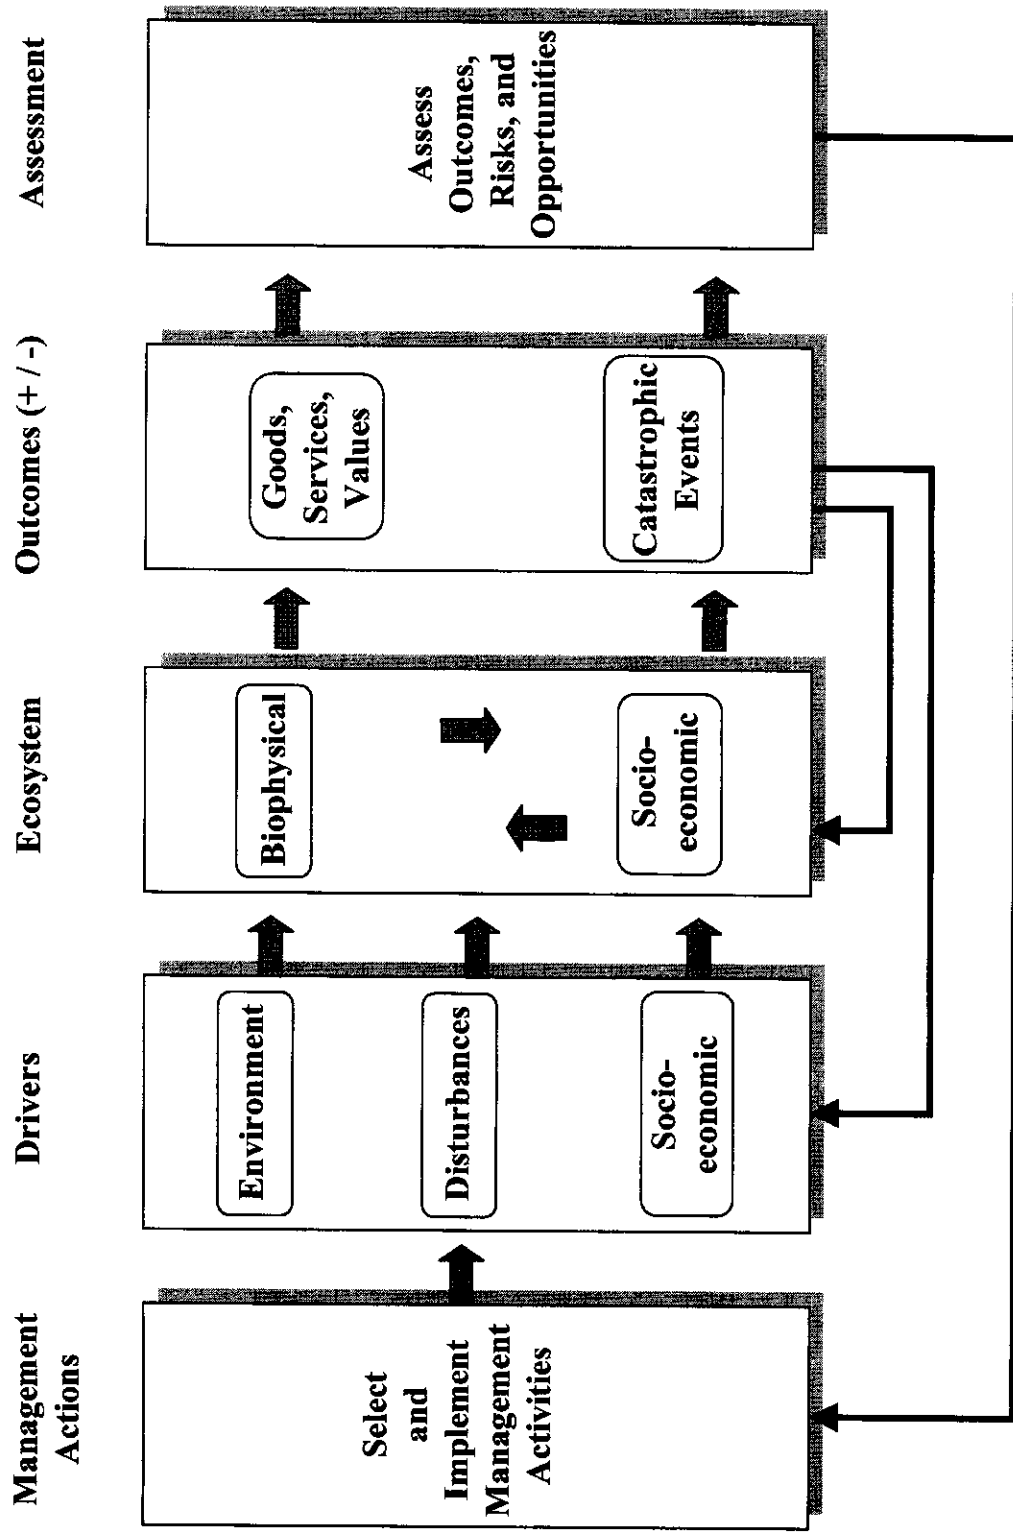 Management
Actions
Drivers
Ecosystem
Outcomes (+ / -)
Assessment
Select
and
Implement
Management
Activities
Environment
Disturbances
Socio-
economic
Biophysical
Socio-
economic
Goods,
Services,
Values
Catastrophic
Events
Assess
Outcomes,
Risks, and
Opportunities